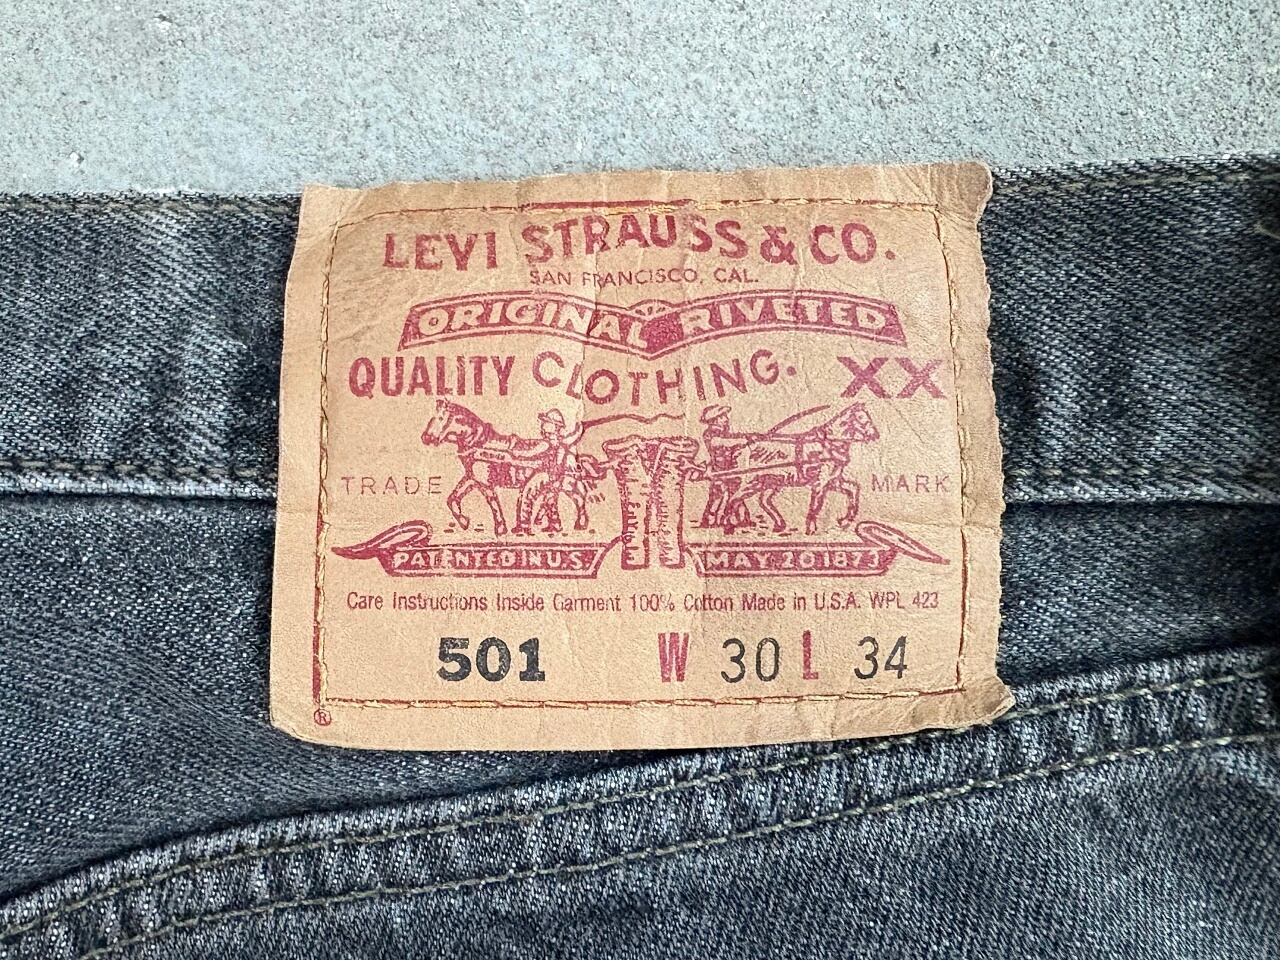 LEVI STRAUSS & CO.
SAN FRANCISCO, CAL.
ORIGINAL RIVETED
QUALITY CLOTHING. XX
TRADE MARK
PATENTED IN U.S. MAY 20 1873
Care Instructions Inside Garment 100% Cotton Made in U.S.A. WPL 423
501 W 30 L 34
®